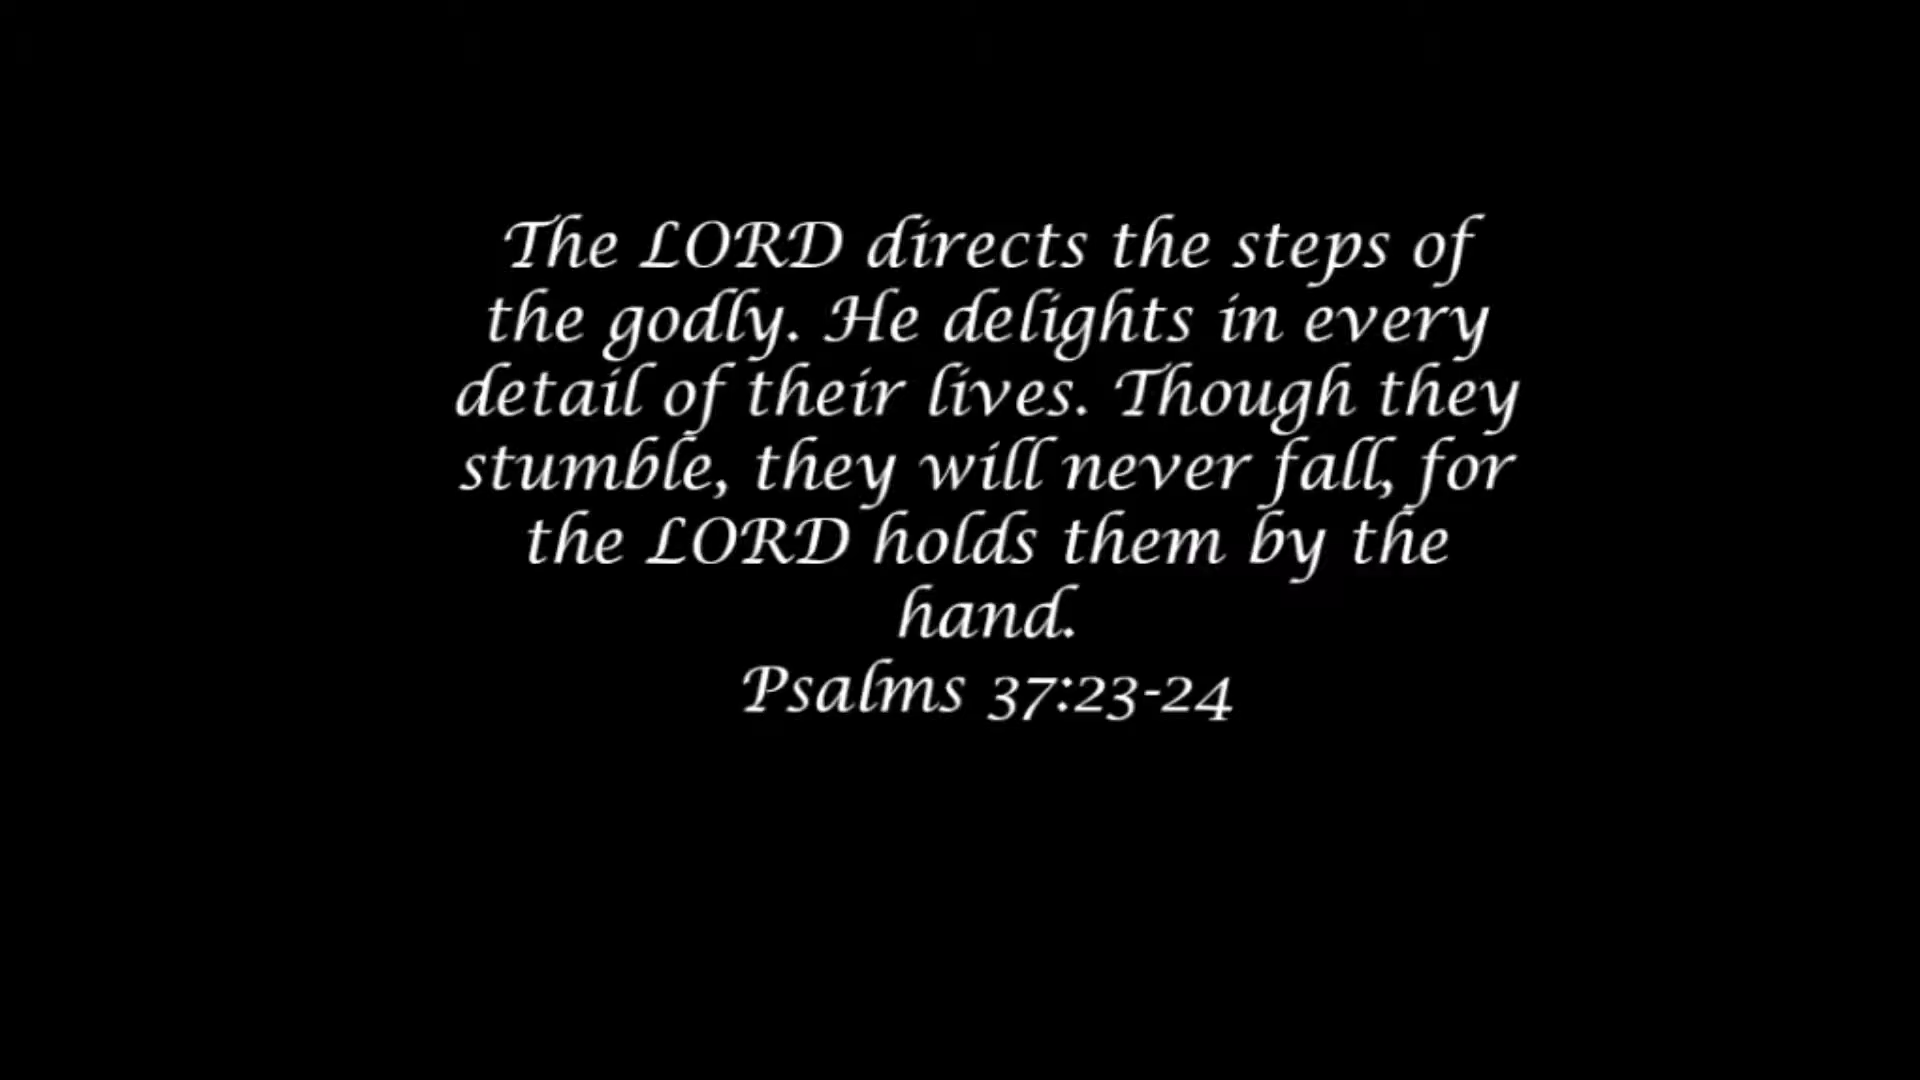 The LORD directs the steps of
the godly. He delights in every
detail of their lives. Though they
stumble, they will never fall, for
the LORD holds them by the
hand.
Psalms 37:23-24